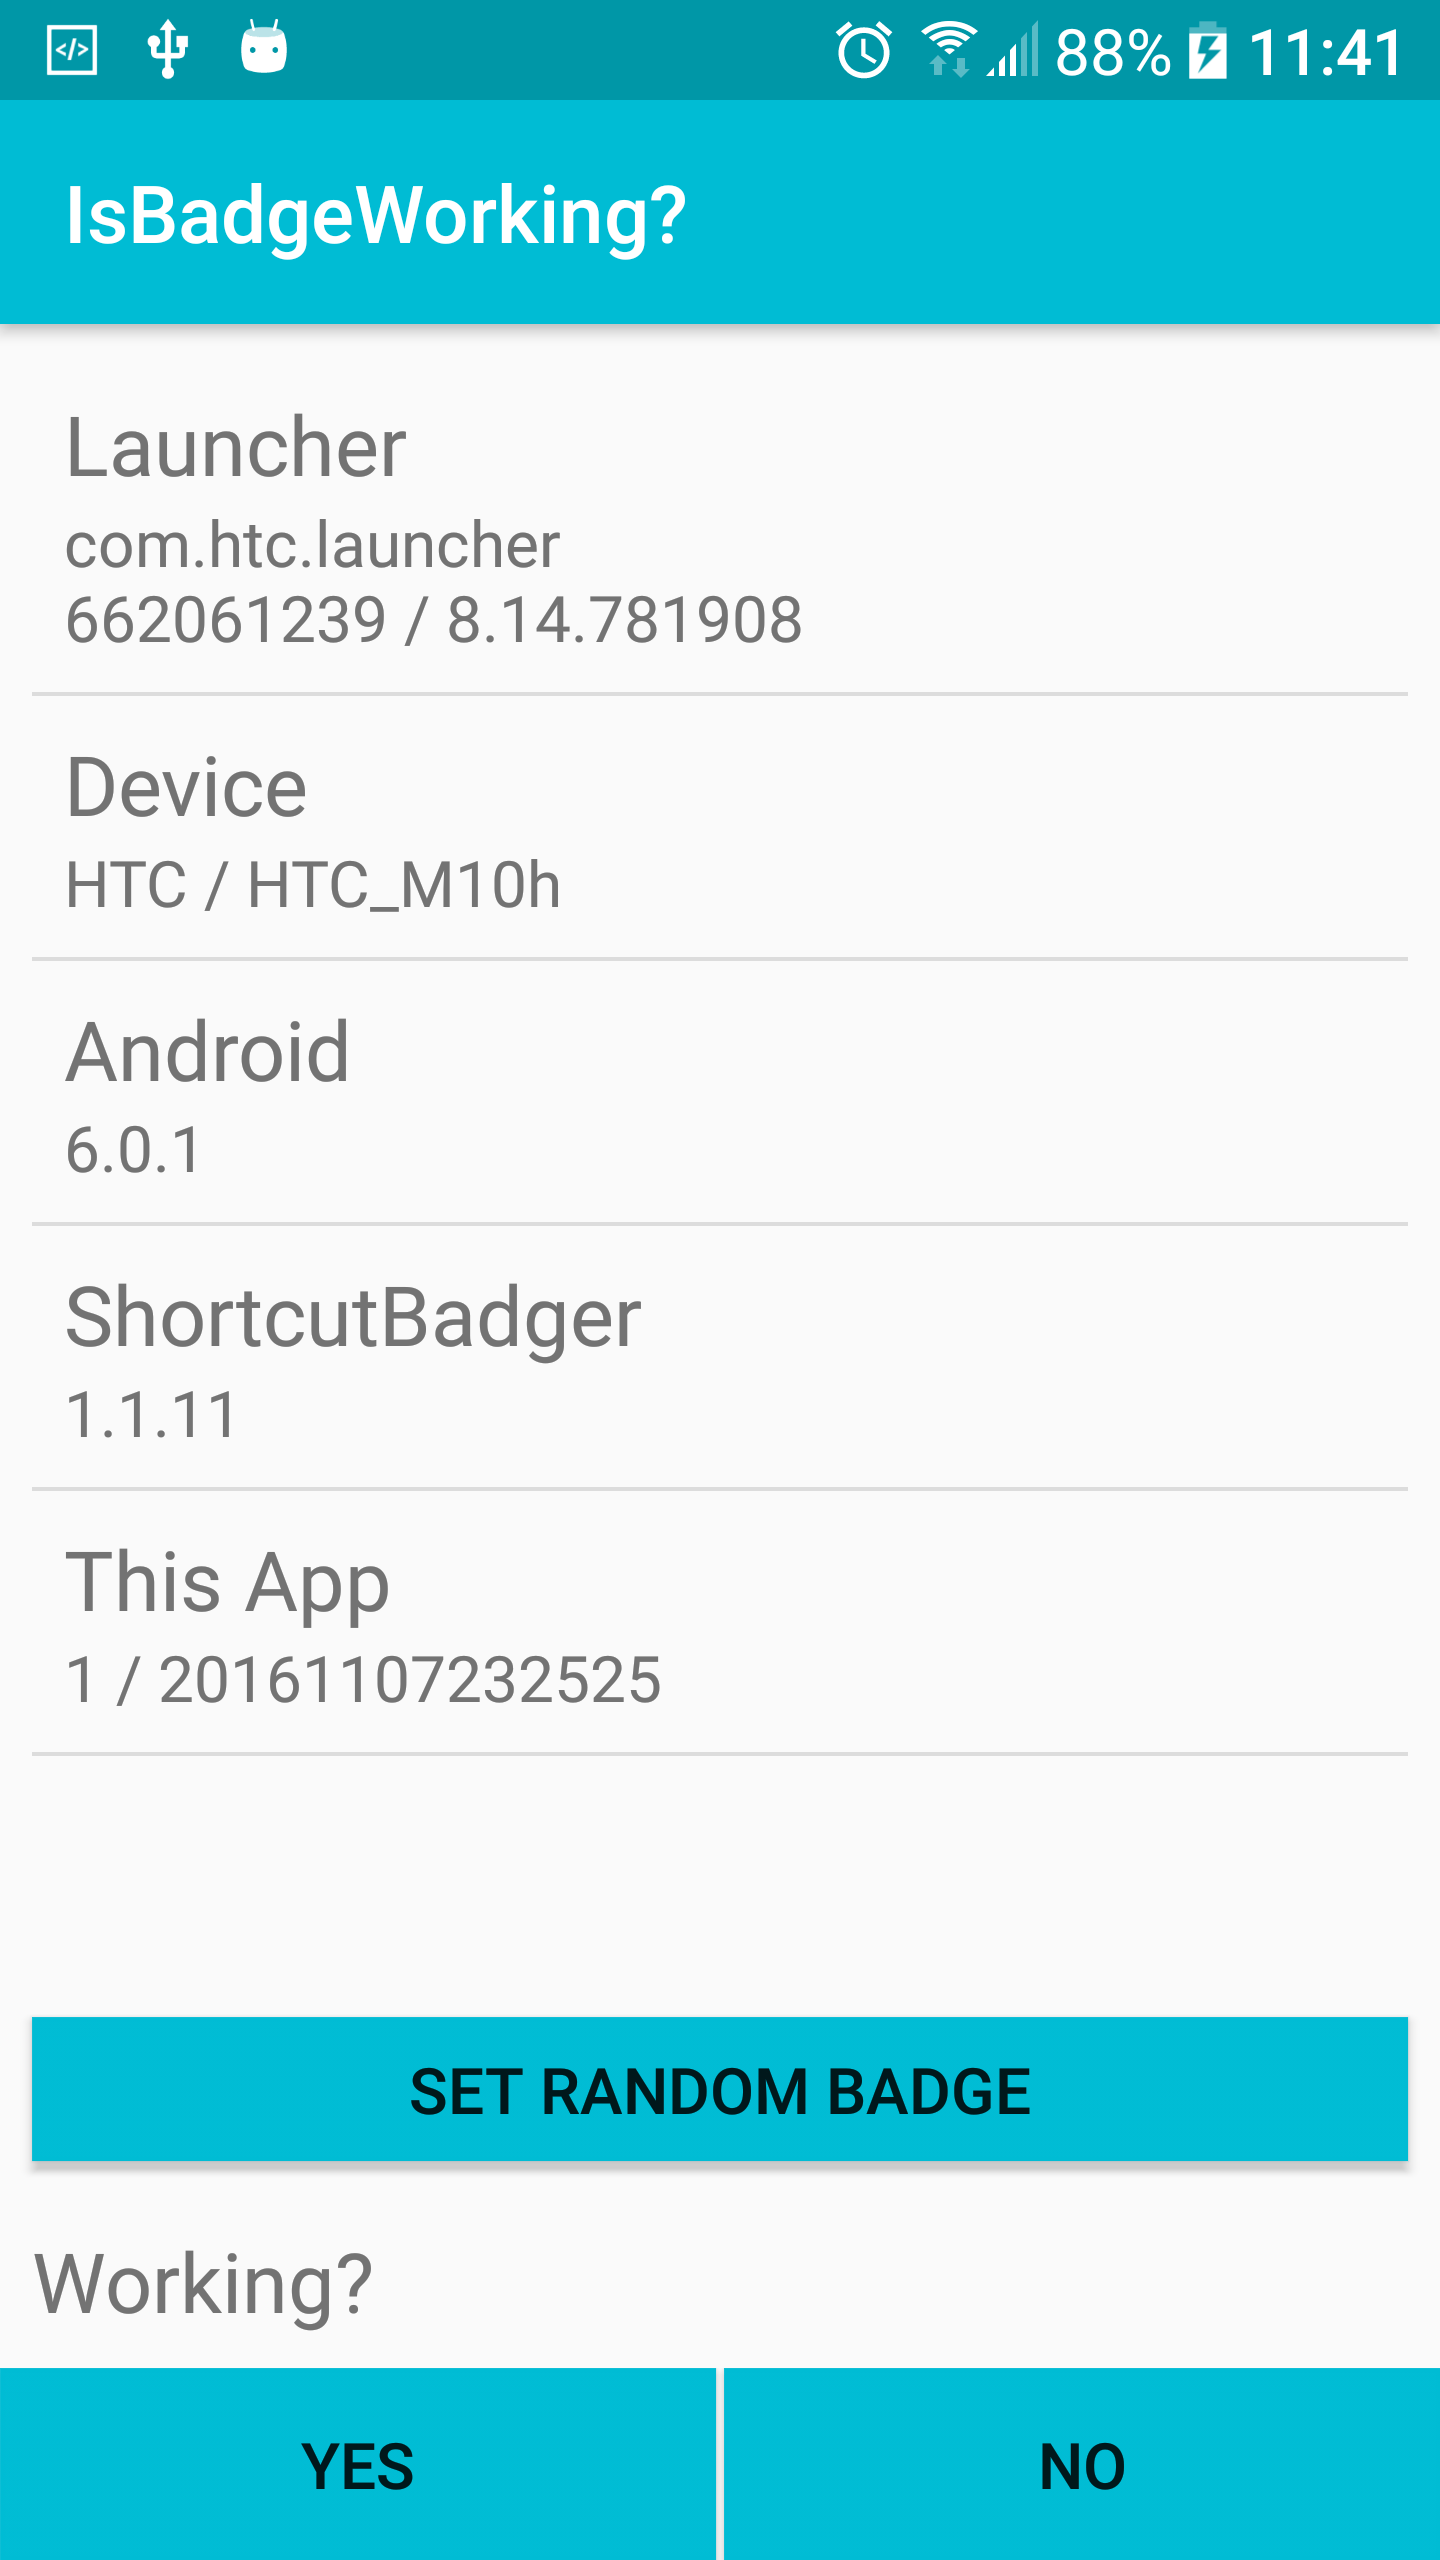 88% 11:41
IsBadgeWorking?
Launcher
com.htc.launcher
662061239 / 8.14.781908
Device
HTC / HTC_M10h
Android
6.0.1
ShortcutBadger
1.1.11
This App
1 / 20161107232525
SET RANDOM BADGE
Working?
YES NO